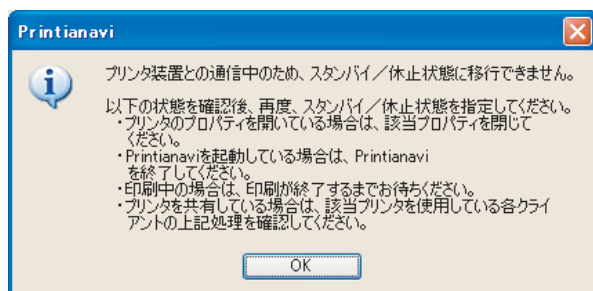 Printianavi
プリンタ装置との通信中のため、スタンバイ／休止状態に移行できません。
以下の状態を確認後、再度、スタンバイ／休止状態を指定してください。
・プリンタのプロパティを開いている場合は、該当プロパティを閉じて
ください。
・Printianaviを起動している場合は、Printianavi
を終了してください。
・印刷中の場合は、印刷が終了するまでお待ちください。
・プリンタを共有している場合は、該当プリンタを使用している各クライ
アントの上記処理を確認してください。
OK